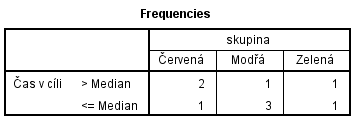 Frequencies
skupina
Červená Modřá Zelená
Čas v cíli > Median 2 1 1
<= Median 1 3 1